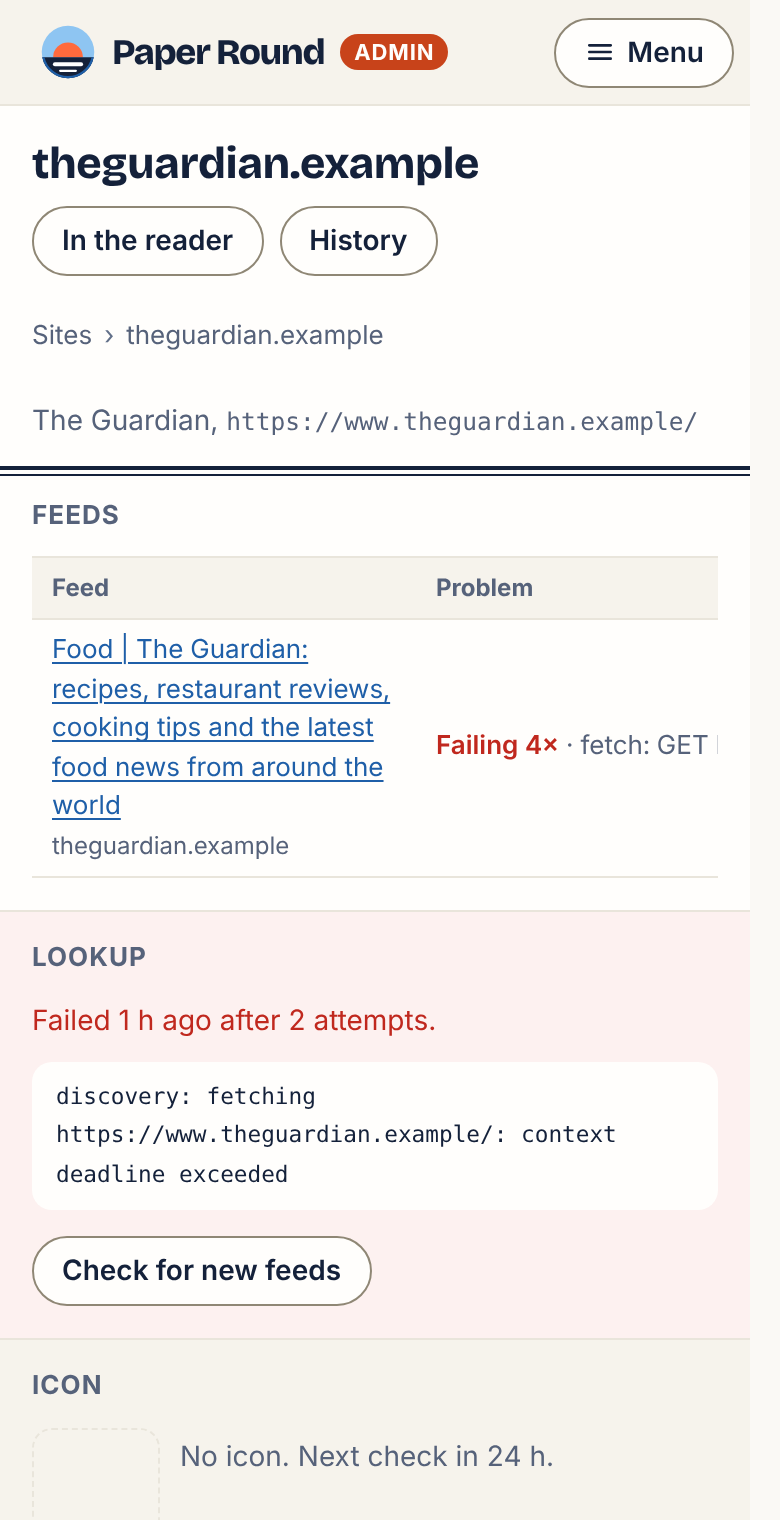 Paper Round ADMIN
Menu
theguardian.example
In the reader
History
Sites › theguardian.example
The Guardian, https://www.theguardian.example/
FEEDS
Feed Problem
Food | The Guardian:
recipes, restaurant reviews,
cooking tips and the latest
food news from around the
world
theguardian.example
Failing 4× · fetch: GET
LOOKUP
Failed 1 h ago after 2 attempts.
discovery: fetching
https://www.theguardian.example/: context
deadline exceeded
Check for new feeds
ICON
No icon. Next check in 24 h.